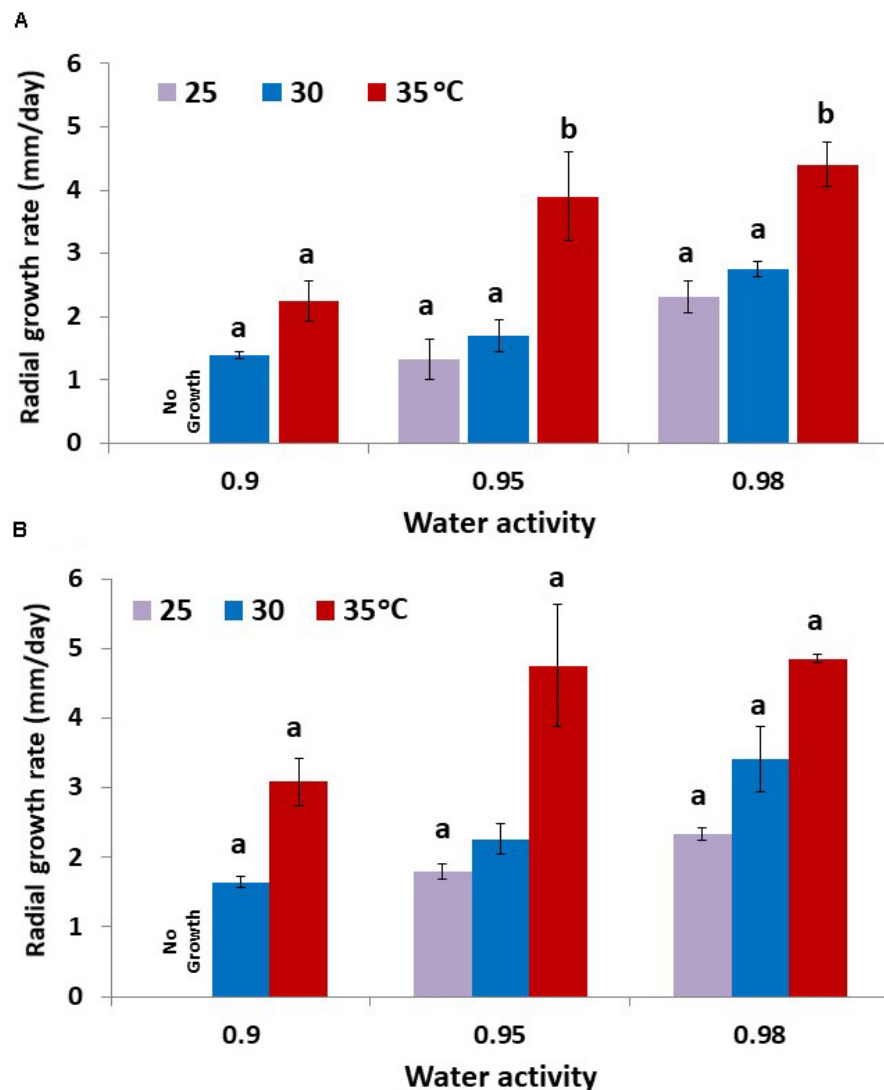 A
6
25 30 35°C
b
b
5
4
a
a
3
a
a
a
2
a
1
No
Growth
0
0.9 0.95 0.98
Water activity
Radial growth rate (mm/day)
B
6
25 30 35°C
a
a
5
4
a
a
3
a
a
a
2
1
No
Growth
0
0.9 0.95 0.98
Water activity
Radial growth rate (mm/day)